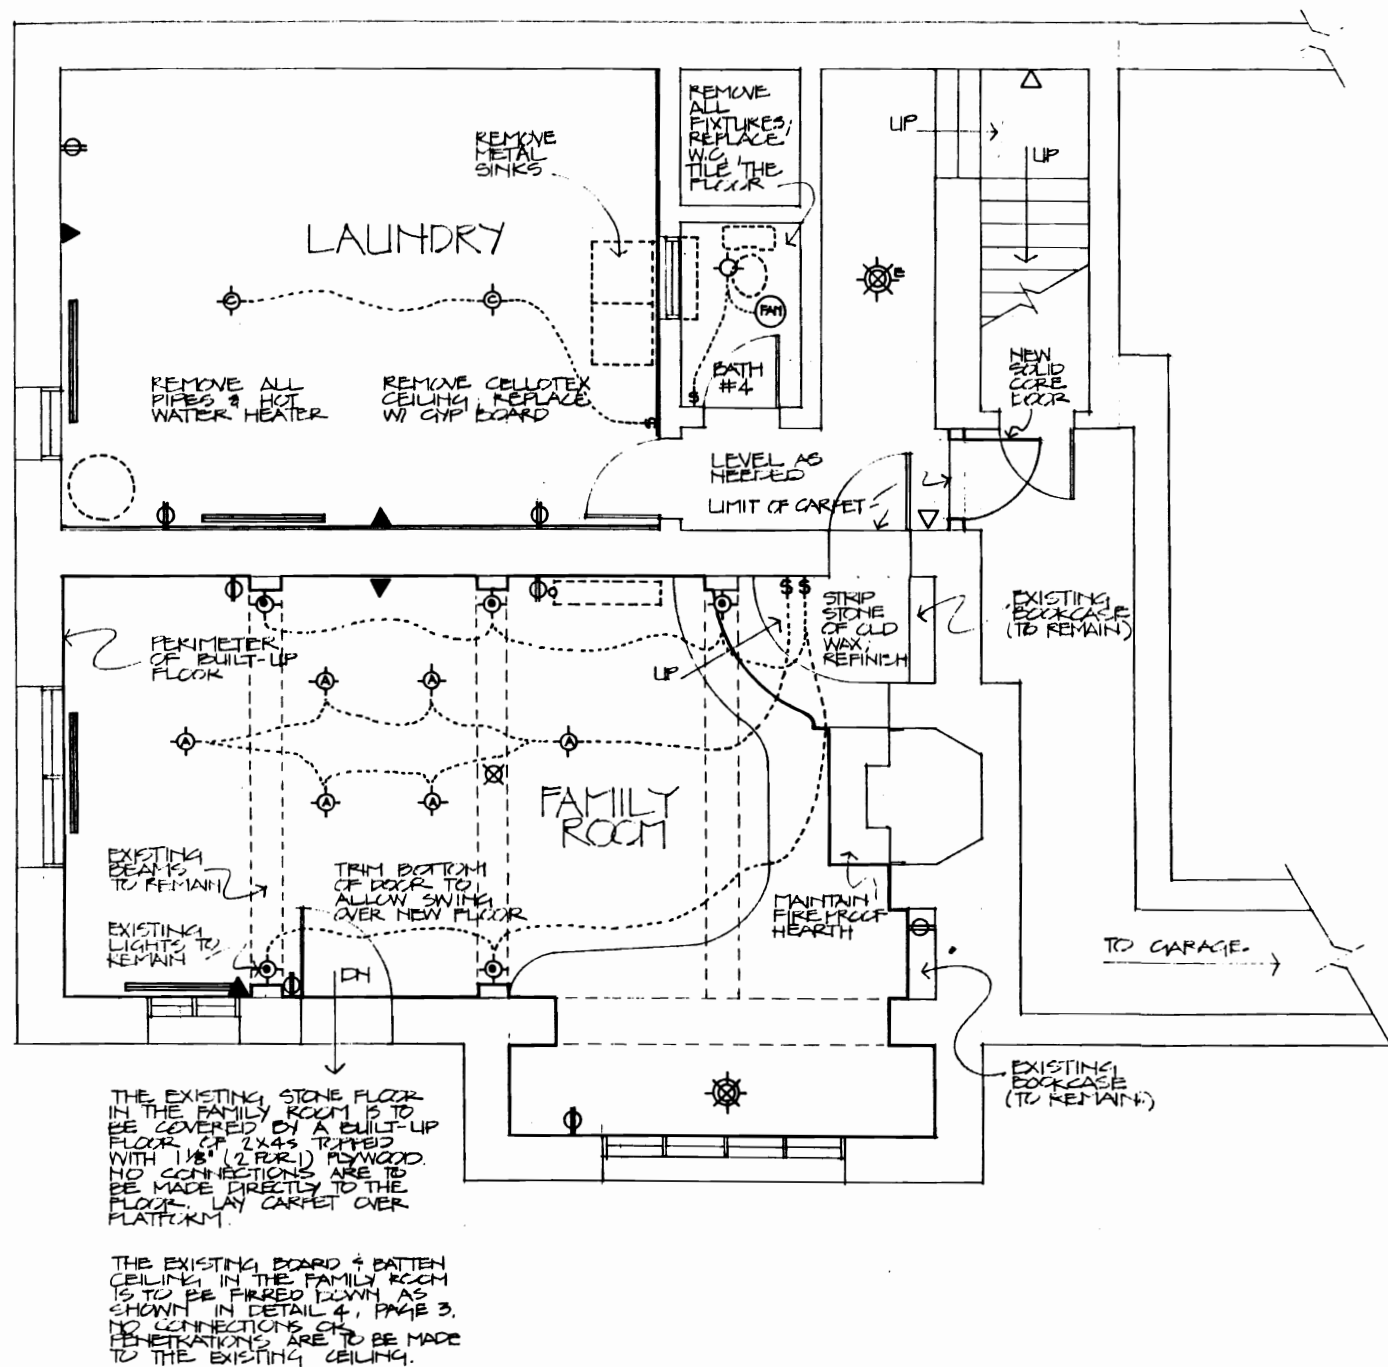 REMOVE
ALL
FIXTURES,
REPLACE
W.C.,
TILE THE
FLOOR
UP
UP
REMOVE
METAL
SINKS
LAUNDRY
E
C
C
FAN
BATH
#4
$
REMOVE ALL
PIPES & HOT
WATER HEATER
REMOVE CELLOTEX
CEILING, REPLACE
W/ GYP BOARD
$
NEW
SOLID
CORE
DOOR
LEVEL AS
NEEDED
LIMIT OF CARPET
$ $
STRIP
STONE
OF OLD
WAX,
REFINISH
EXISTING
BOOKCASE
(TO REMAIN)
PERIMETER
OF BUILT-UP
FLOOR
UP
A
A
A
A
A
A
FAMILY
ROOM
EXISTING
BEAMS
TO REMAIN
TRIM BOTTOM
OF DOOR TO
ALLOW SWING
OVER NEW FLOOR
MAINTAIN
FIREPROOF
HEARTH
EXISTING
LIGHTS TO
REMAIN
DN
TO GARAGE
EXISTING
BOOKCASE
(TO REMAIN)
THE EXISTING STONE FLOOR
IN THE FAMILY ROOM IS TO
BE COVERED BY A BUILT-UP
FLOOR OF 2X4S TOPPED
WITH 1 1/8" (2 FOR 1) PLYWOOD.
NO CONNECTIONS ARE TO
BE MADE DIRECTLY TO THE
FLOOR. LAY CARPET OVER
PLATFORM.
THE EXISTING BOARD & BATTEN
CEILING IN THE FAMILY ROOM
IS TO BE FIRRED DOWN AS
SHOWN IN DETAIL 4, PAGE 3.
NO CONNECTIONS OR
PENETRATIONS ARE TO BE MADE
TO THE EXISTING CEILING.